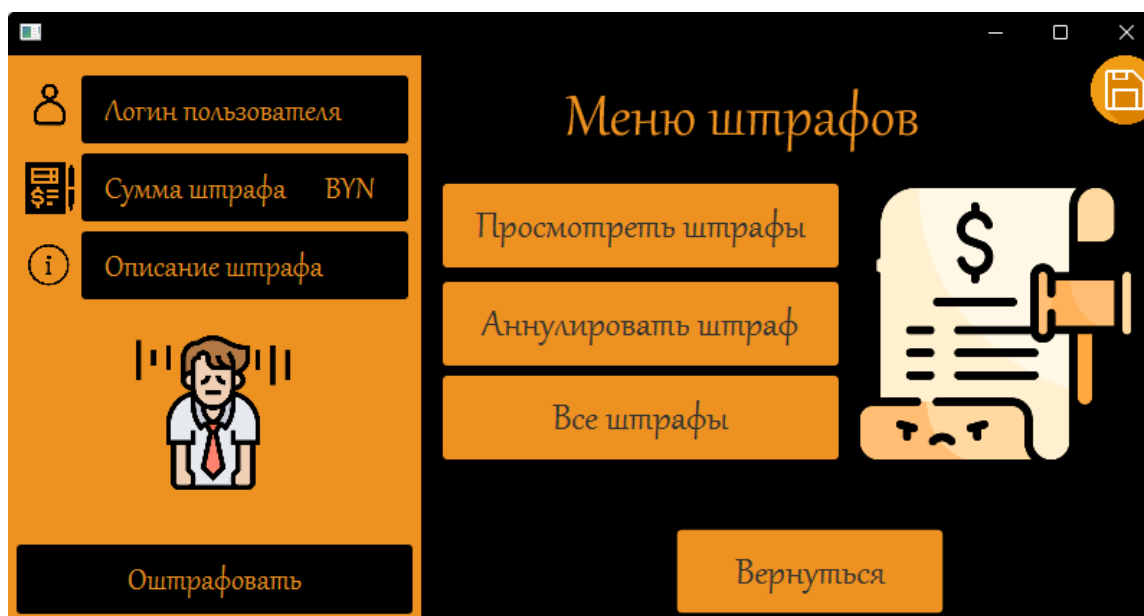 Логин пользователя
Сумма штрафа BYN
Описание штрафа
Оштрафовать
Меню штрафов
Просмотреть штрафы
Аннулировать штраф
Все штрафы
$
Вернуться